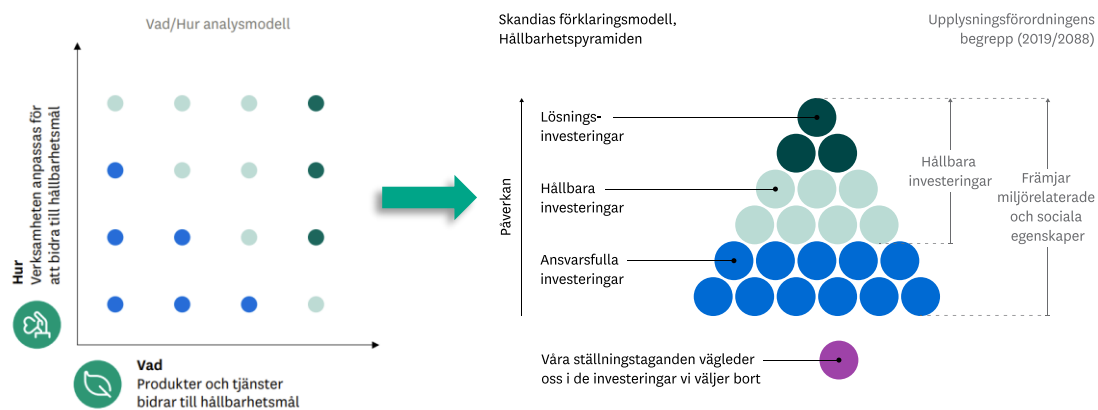 Vad/Hur analysmodell
Hur
Verksamheten anpassas för
att bidra till hållbarhetsmål
Vad
Produkter och tjänster
bidrar till hållbarhetsmål
Skandias förklaringsmodell,
Hållbarhetspyramiden
Upplysningsförordningens
begrepp (2019/2088)
Påverkan
Lösnings-
investeringar
Hållbara
investeringar
Ansvarsfulla
investeringar
Hållbara
investeringar
Främjar
miljörelaterade
och sociala
egenskaper
Våra ställningstaganden vägleder
oss i de investeringar vi väljer bort